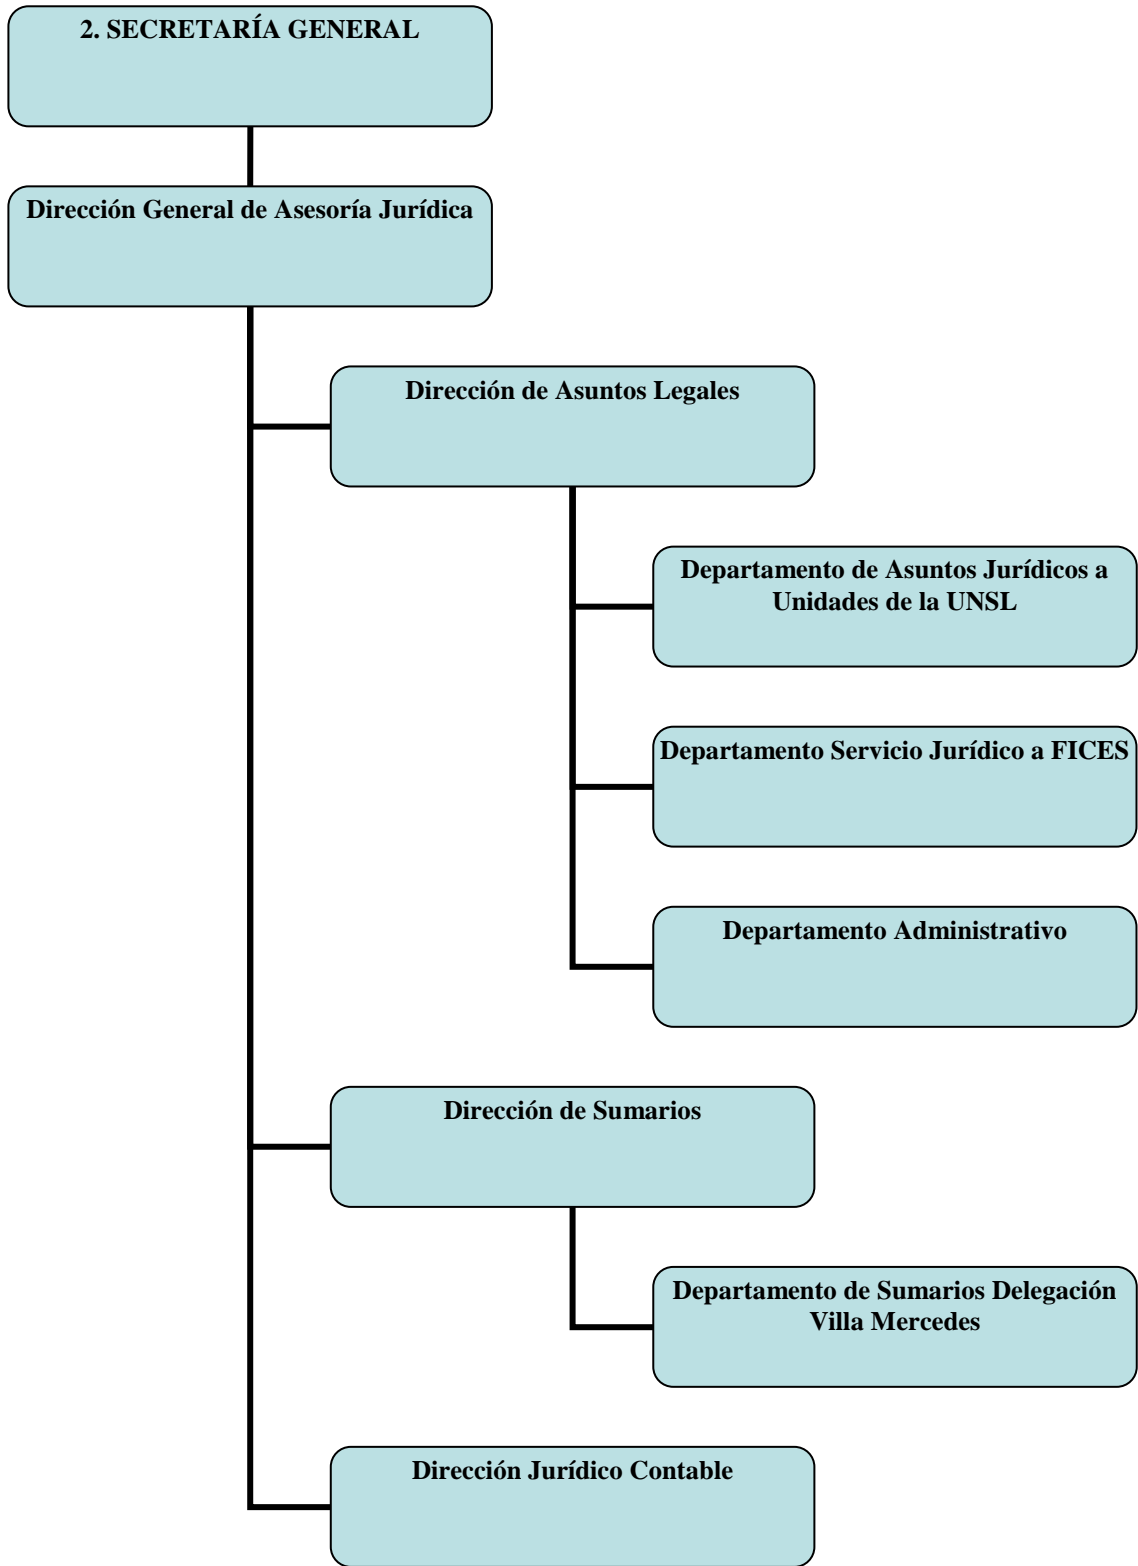 2. SECRETARÍA GENERAL
Dirección General de Asesoría Jurídica
Dirección de Asuntos Legales
Departamento de Asuntos Jurídicos a
Unidades de la UNSL
Departamento Servicio Jurídico a FICES
Departamento Administrativo
Dirección de Sumarios
Departamento de Sumarios Delegación
Villa Mercedes
Dirección Jurídico Contable